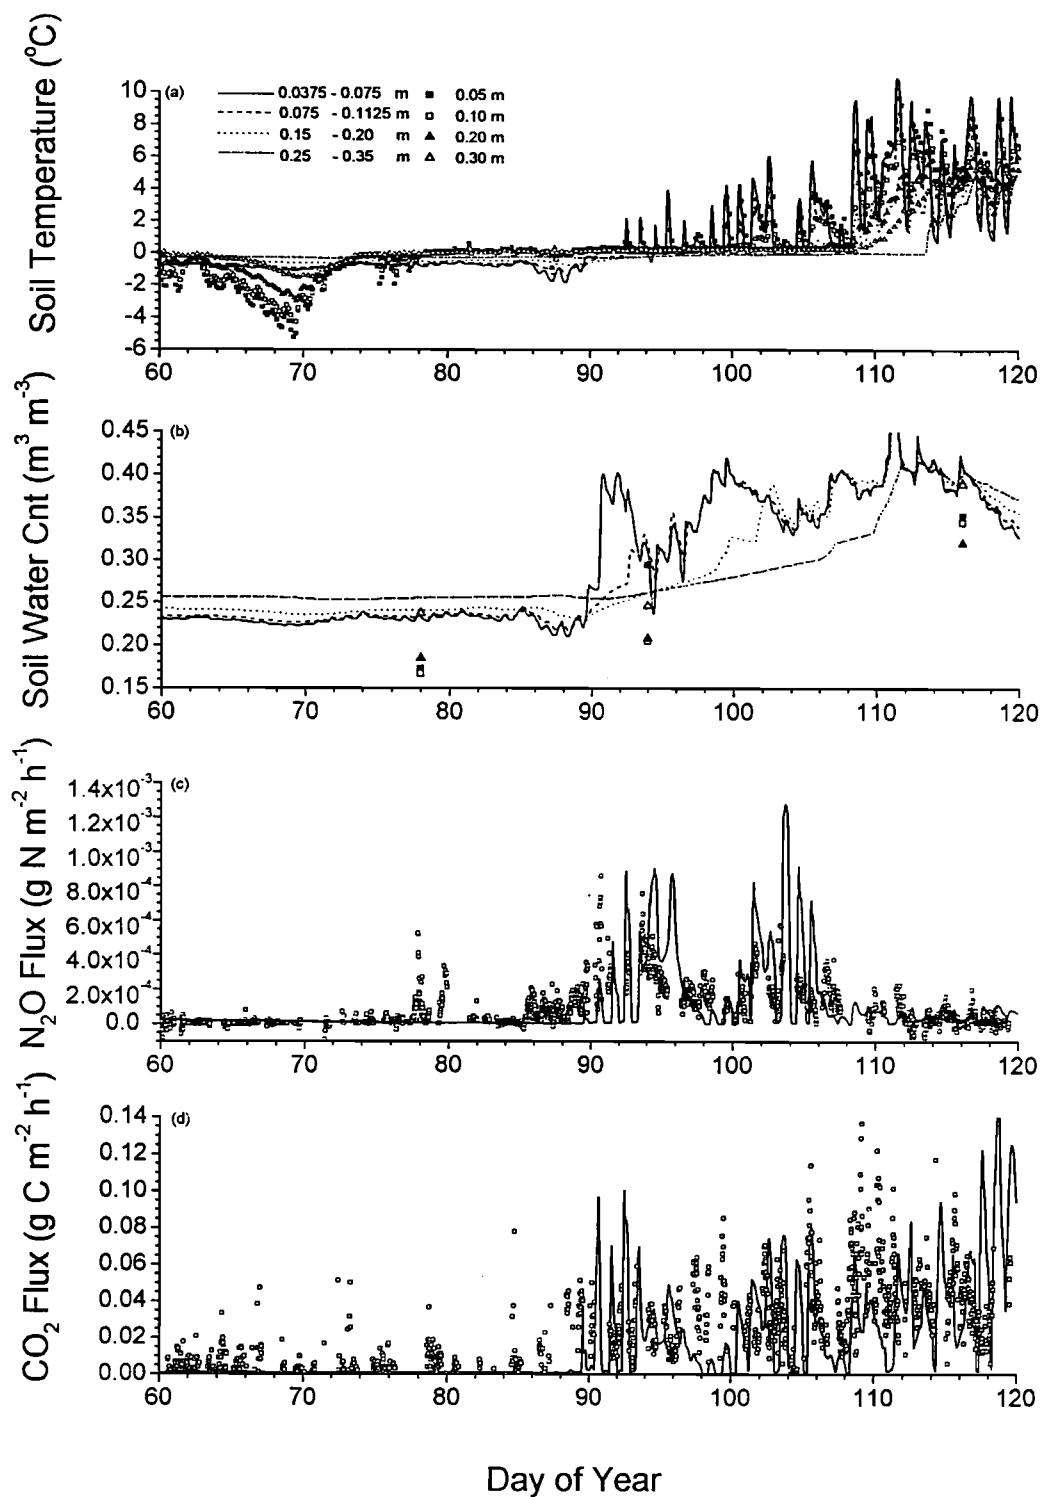 Soil Temperature (°C)
10
8
6
4
2
0
-2
-4
-6
(a)
0.0375 - 0.075 m 0.05 m
0.075 - 0.1125 m 0.10 m
0.15 - 0.20 m 0.20 m
0.25 - 0.35 m 0.30 m
60 70 80 90 100 110 120
Soil Water Cnt (m³ m⁻³)
0.45
0.40
0.35
0.30
0.25
0.20
0.15
(b)
60 70 80 90 100 110 120
N₂O Flux (g N m⁻² h⁻¹)
1.4x10⁻³
1.2x10⁻³
1.0x10⁻³
8.0x10⁻⁴
6.0x10⁻⁴
4.0x10⁻⁴
2.0x10⁻⁴
0.0
(c)
60 70 80 90 100 110 120
CO₂ Flux (g C m⁻² h⁻¹)
0.14
0.12
0.10
0.08
0.06
0.04
0.02
0.00
(d)
60 70 80 90 100 110 120
Day of Year